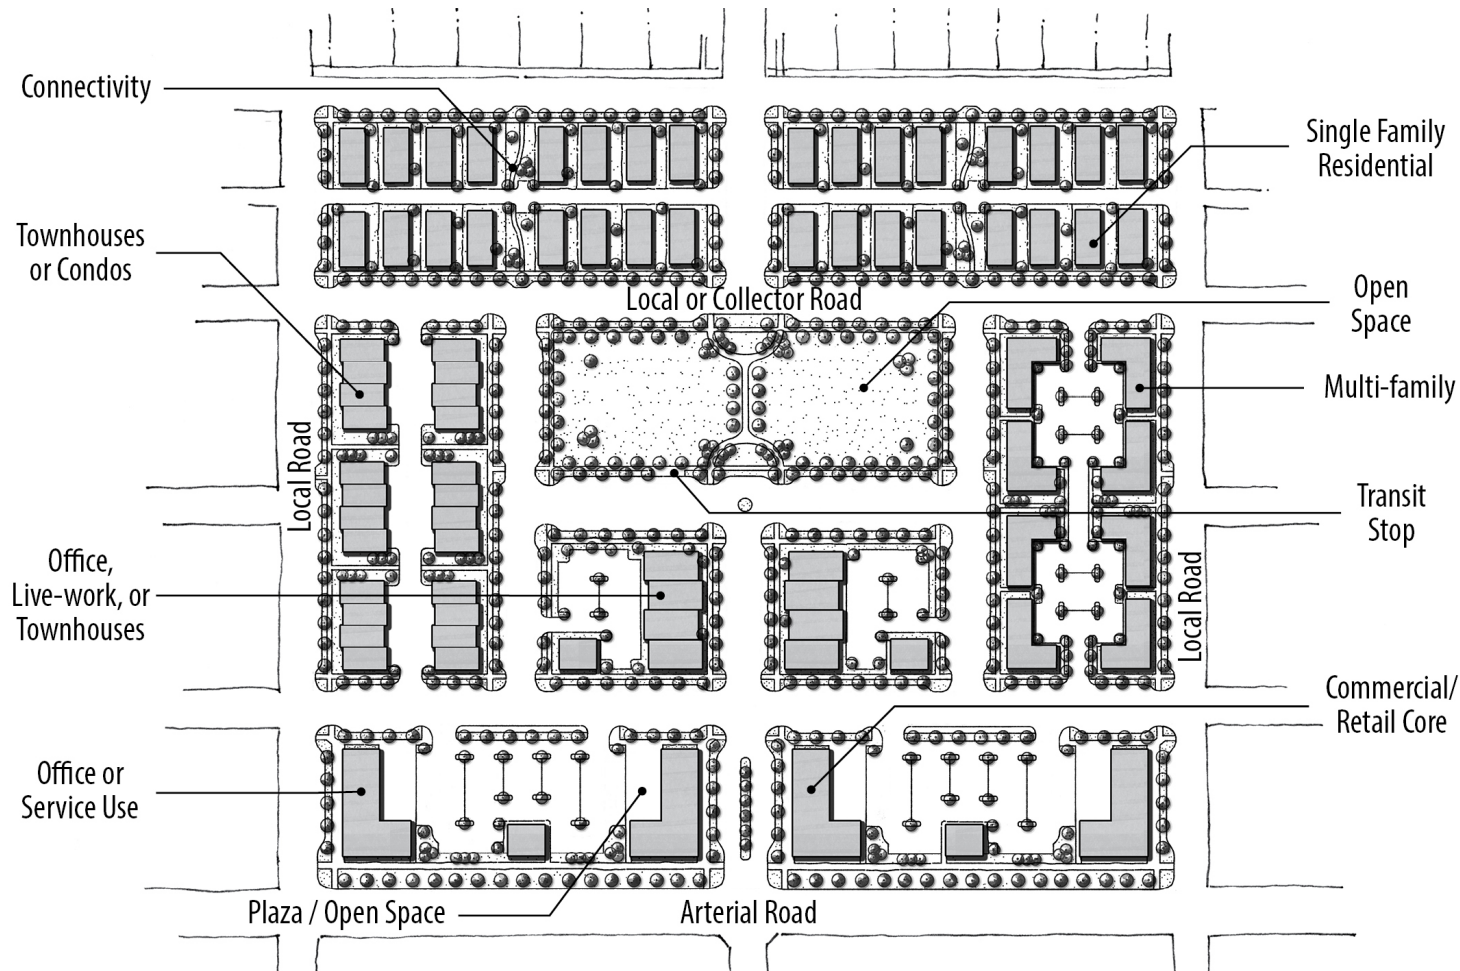 Connectivity
Single Family
Residential
Townhouses
or Condos
Local or Collector Road
Open
Space
Multi-family
Local Road
Transit
Stop
Office,
Live-work, or
Townhouses
Local Road
Commercial/
Retail Core
Office or
Service Use
Plaza / Open Space
Arterial Road